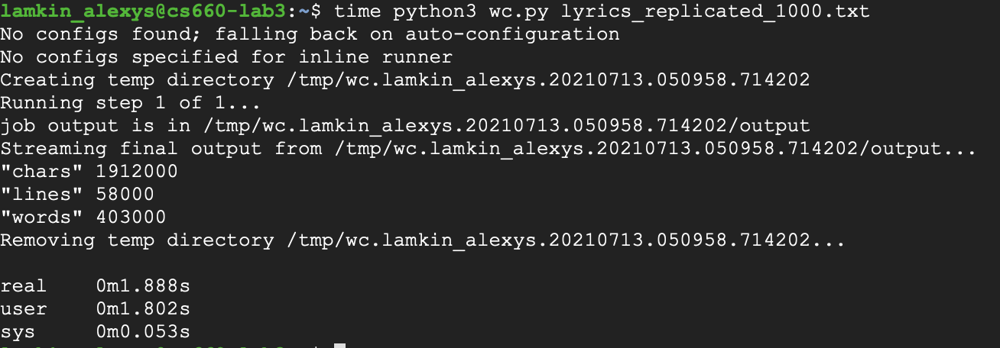 lamkin_alexys@cs660-lab3:~$ time python3 wc.py lyrics_replicated_1000.txt
No configs found; falling back on auto-configuration
No configs specified for inline runner
Creating temp directory /tmp/wc.lamkin_alexys.20210713.050958.714202
Running step 1 of 1...
job output is in /tmp/wc.lamkin_alexys.20210713.050958.714202/output
Streaming final output from /tmp/wc.lamkin_alexys.20210713.050958.714202/output...
"chars" 1912000
"lines" 58000
"words" 403000
Removing temp directory /tmp/wc.lamkin_alexys.20210713.050958.714202...
real 0m1.888s
user 0m1.802s
sys 0m0.053s